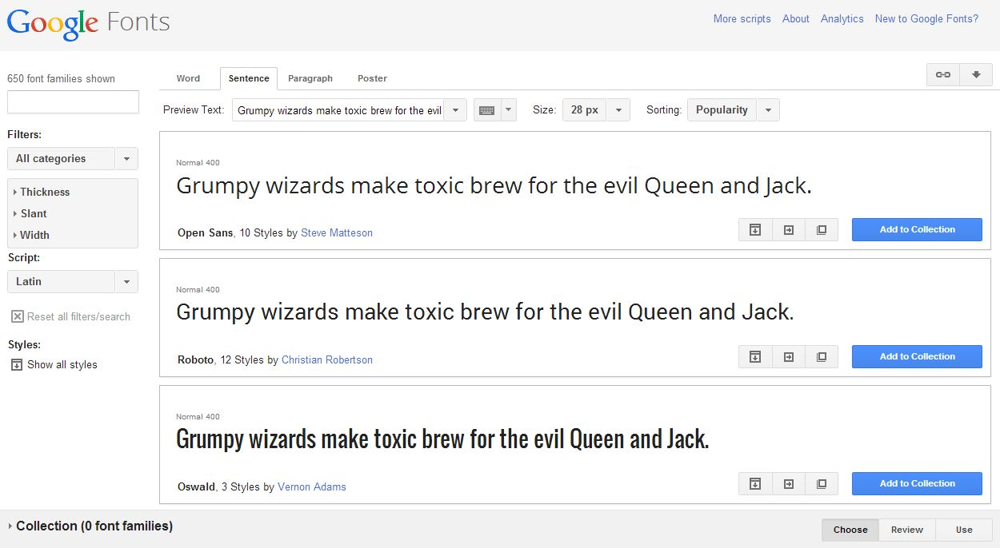 Google Fonts
More scripts About Analytics New to Google Fonts?
650 font families shown
Word Sentence Paragraph Poster
Preview Text: Grumpy wizards make toxic brew for the evil Size: 28 px Sorting: Popularity
Filters:
All categories
Thickness
Slant
Width
Script:
Latin
Reset all filters/search
Styles:
Show all styles
Normal 400
Grumpy wizards make toxic brew for the evil Queen and Jack.
Open Sans, 10 Styles by Steve Matteson
Add to Collection
Normal 400
Grumpy wizards make toxic brew for the evil Queen and Jack.
Roboto, 12 Styles by Christian Robertson
Add to Collection
Normal 400
Grumpy wizards make toxic brew for the evil Queen and Jack.
Oswald, 3 Styles by Vernon Adams
Add to Collection
Collection (0 font families)
Choose Review Use